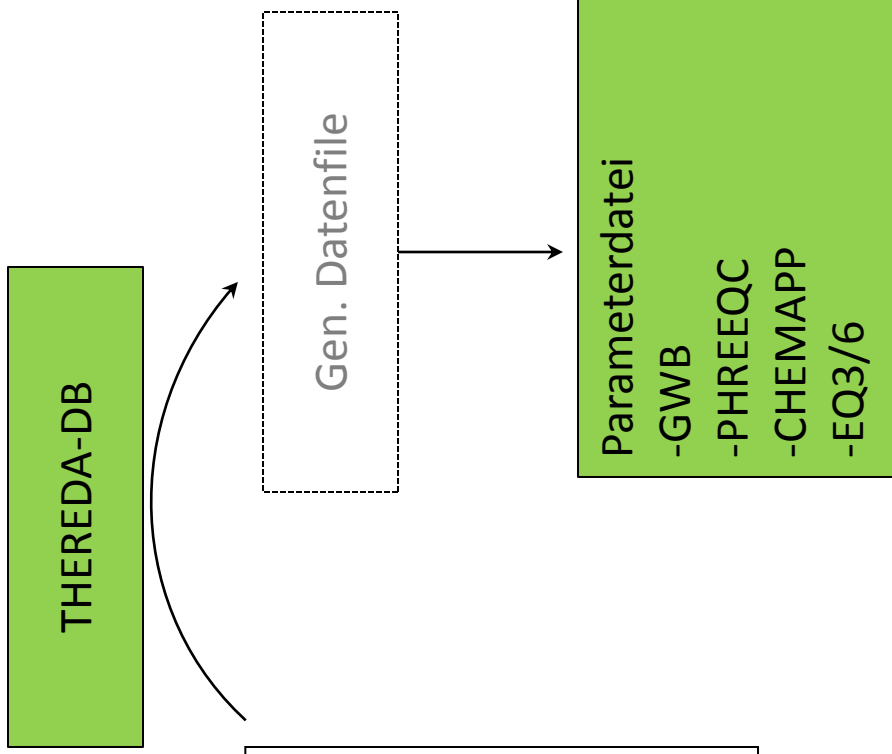 THEREDA-DB
Gen. Datenfile
Parameterdatei
-GWB
-PHREEQC
-CHEMAPP
-EQ3/6